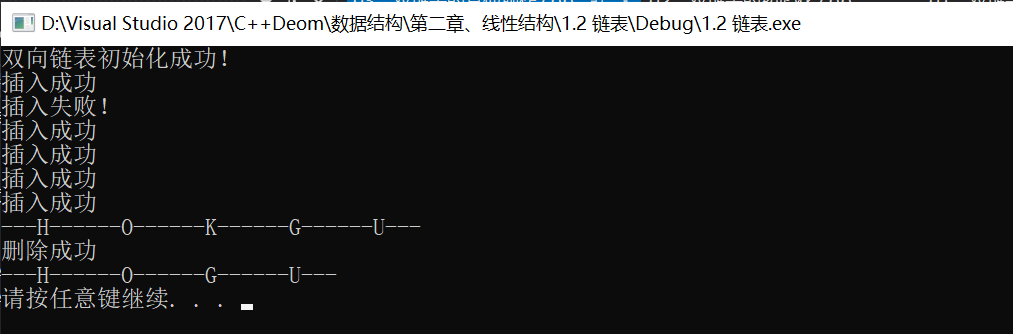 D:\Visual Studio 2017\C++Deom\数据结构\第二章、线性结构\1.2 链表\Debug\1.2 链表.exe
双向链表初始化成功!
插入成功
插入失败!
插入成功
插入成功
插入成功
插入成功
---H------O------K------G------U---
删除成功
---H------O------G------U---
请按任意键继续. . .